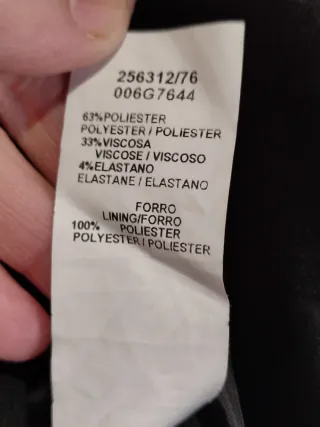 256312/76
006G7644
63%POLIESTER
POLYESTER / POLIESTER
33%VISCOSA
VISCOSE / VISCOSO
4%ELASTANO
ELASTANE / ELASTANO
FORRO
LINING/FORRO
100% POLIESTER
POLYESTER / POLIESTER